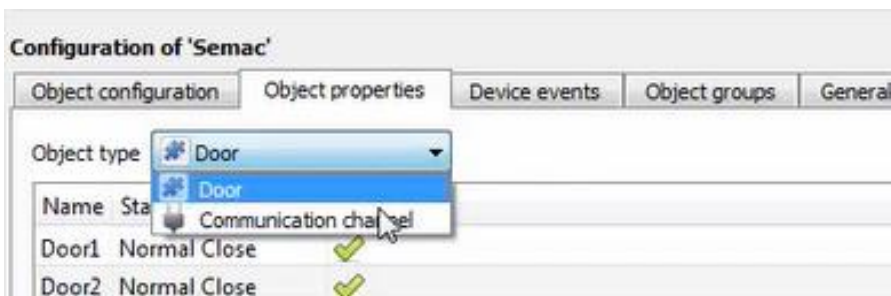 Configuration of 'Semac'
Object configuration Object properties Device events Object groups General
Object type Door
Door
Name Sta
Communication channel
Door1 Normal Close
Door2 Normal Close